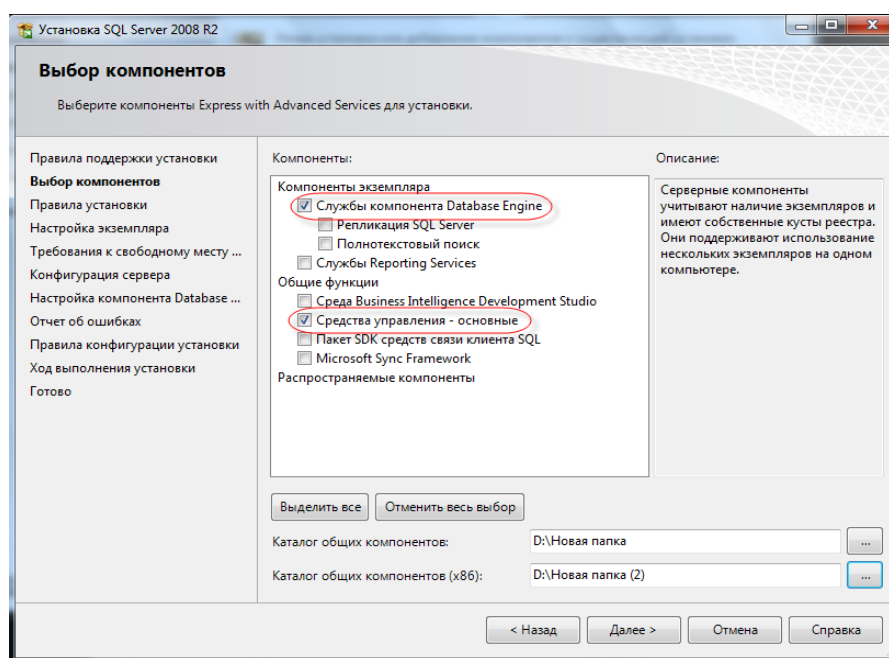 Установка SQL Server 2008 R2
Выбор компонентов
Выберите компоненты Express with Advanced Services для установки.
Правила поддержки установки
Выбор компонентов
Правила установки
Настройка экземпляра
Требования к свободному месту ...
Конфигурация сервера
Настройка компонента Database ...
Отчет об ошибках
Правила конфигурации установки
Ход выполнения установки
Готово
Компоненты:
Компоненты экземпляра
Службы компонента Database Engine
Репликация SQL Server
Полнотекстовый поиск
Службы Reporting Services
Общие функции
Среда Business Intelligence Development Studio
Средства управления - основные
Пакет SDK средств связи клиента SQL
Microsoft Sync Framework
Распространяемые компоненты
Описание:
Серверные компоненты
учитывают наличие экземпляров и
имеют собственные кусты реестра.
Они поддерживают использование
нескольких экземпляров на одном
компьютере.
Выделить все
Отменить весь выбор
Каталог общих компонентов:
D:\Новая папка
...
Каталог общих компонентов (x86):
D:\Новая папка (2)
...
< Назад
Далее >
Отмена
Справка